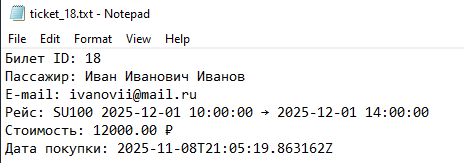 ticket_18.txt - Notepad
File Edit Format View Help
Билет ID: 18
Пассажир: Иван Иванович Иванов
E-mail: ivanovii@mail.ru
Рейс: SU100 2025-12-01 10:00:00 → 2025-12-01 14:00:00
Стоимость: 12000.00 ₽
Дата покупки: 2025-11-08T21:05:19.863162Z